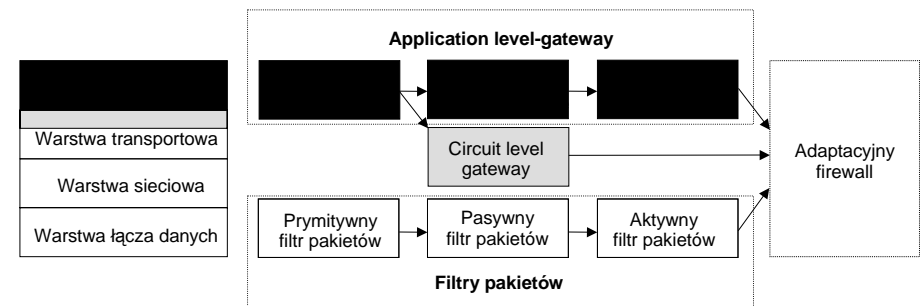 Application level-gateway
Warstwa transportowa
Warstwa sieciowa
Warstwa łącza danych
Circuit level
gateway
Adaptacyjny
firewall
Prymitywny
filtr pakietów
Pasywny
filtr pakietów
Aktywny
filtr pakietów
Filtry pakietów